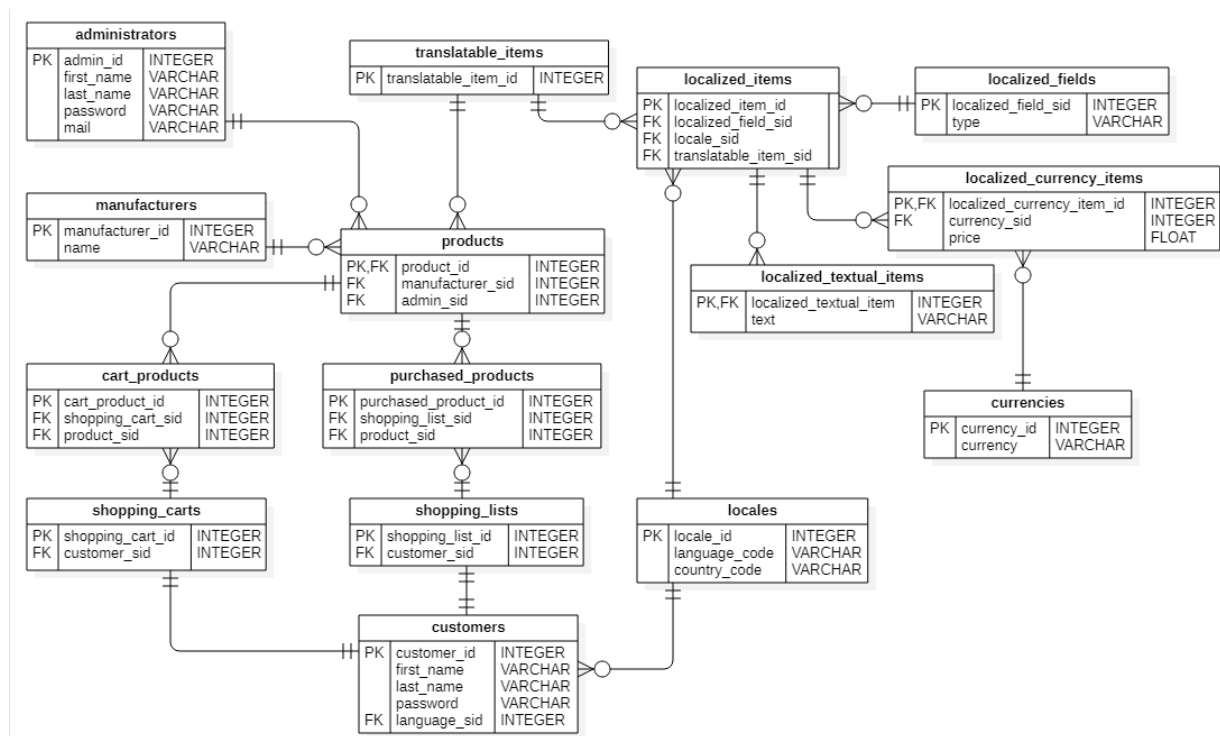 administrators
PK admin_id INTEGER
first_name VARCHAR
last_name VARCHAR
password VARCHAR
mail VARCHAR
translatable_items
PK translatable_item_id INTEGER
localized_items
PK localized_item_id
FK localized_field_sid
FK locale_sid
FK translatable_item_sid
localized_fields
PK localized_field_sid INTEGER
type VARCHAR
manufacturers
PK manufacturer_id INTEGER
name VARCHAR
localized_currency_items
PK,FK localized_currency_item_id INTEGER
FK currency_sid INTEGER
price FLOAT
products
PK,FK product_id INTEGER
FK manufacturer_sid INTEGER
FK admin_sid INTEGER
localized_textual_items
PK,FK localized_textual_item INTEGER
text VARCHAR
cart_products
PK cart_product_id INTEGER
FK shopping_cart_sid INTEGER
FK product_sid INTEGER
purchased_products
PK purchased_product_id INTEGER
FK shopping_list_sid INTEGER
FK product_sid INTEGER
currencies
PK currency_id INTEGER
currency VARCHAR
shopping_carts
PK shopping_cart_id INTEGER
FK customer_sid INTEGER
shopping_lists
PK shopping_list_id INTEGER
FK customer_sid INTEGER
locales
PK locale_id INTEGER
language_code VARCHAR
country_code VARCHAR
customers
PK customer_id INTEGER
first_name VARCHAR
last_name VARCHAR
password VARCHAR
FK language_sid INTEGER